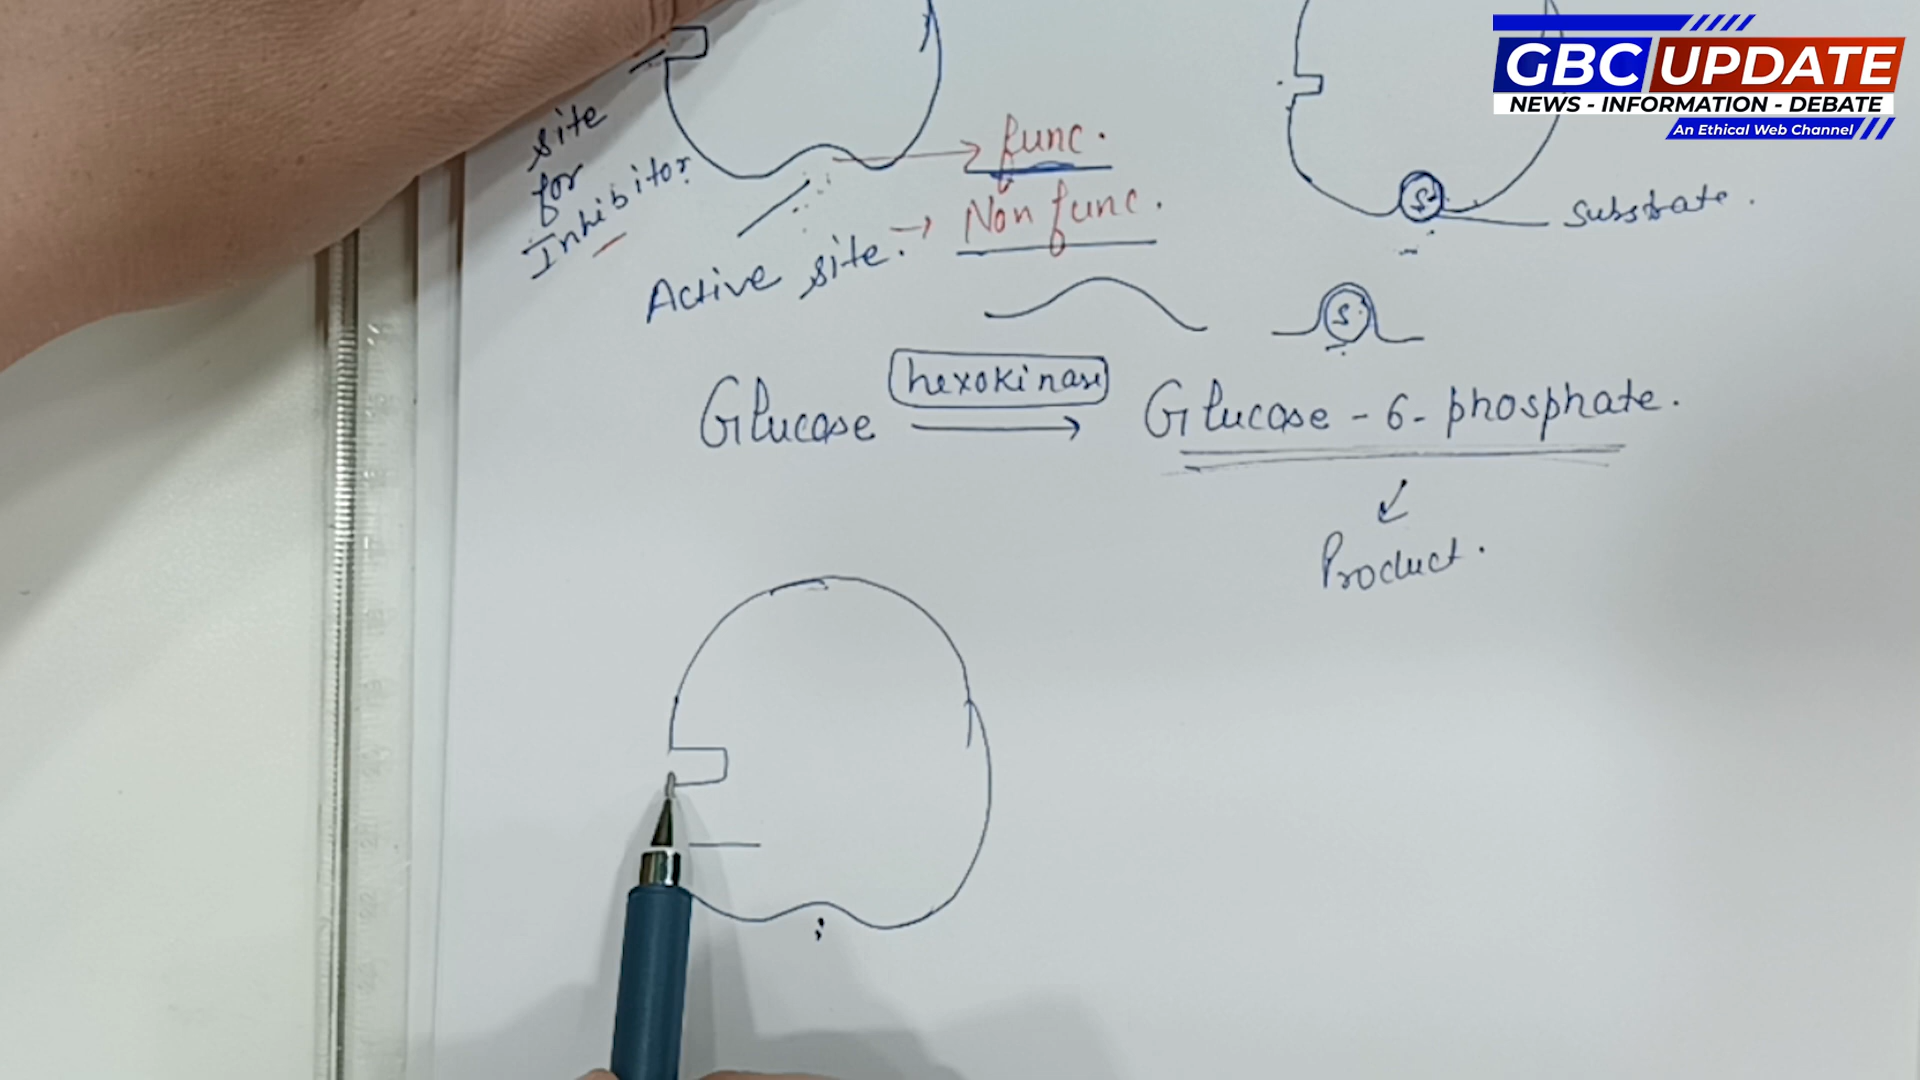 GBC UPDATE
NEWS - INFORMATION - DEBATE
An Ethical Web Channel
site
for
Inhibitor
func.
Non func.
Active site.
S
Substrate.
S
hexokinase
Glucose
Glucose - 6 - phosphate.
Product.